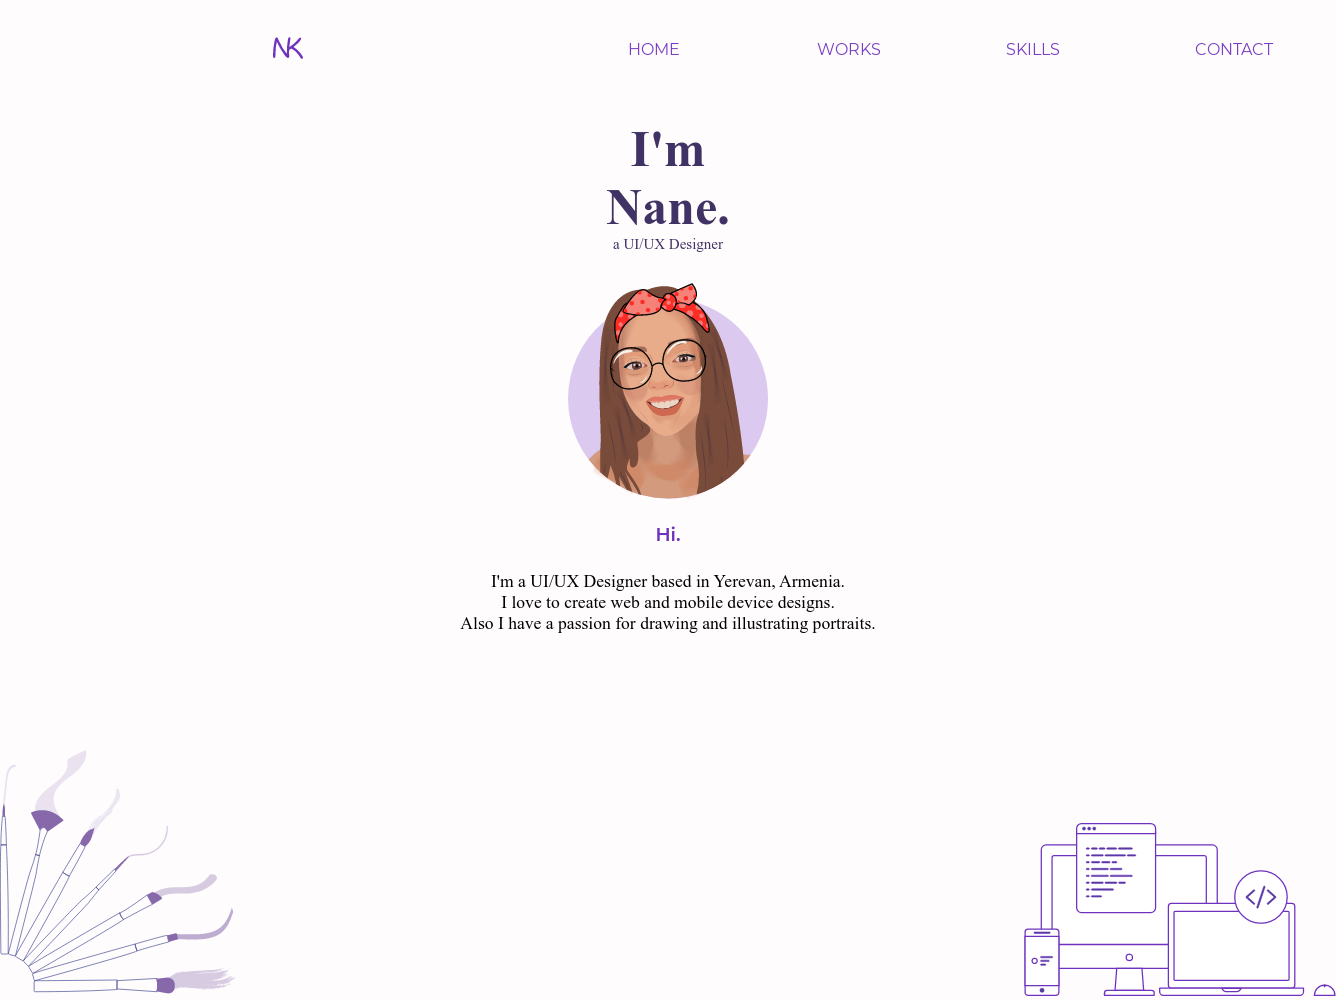 NK
HOME
WORKS
SKILLS
CONTACT
I'm
Nane.
a UI/UX Designer
Hi.
I'm a UI/UX Designer based in Yerevan, Armenia.
I love to create web and mobile device designs.
Also I have a passion for drawing and illustrating portraits.